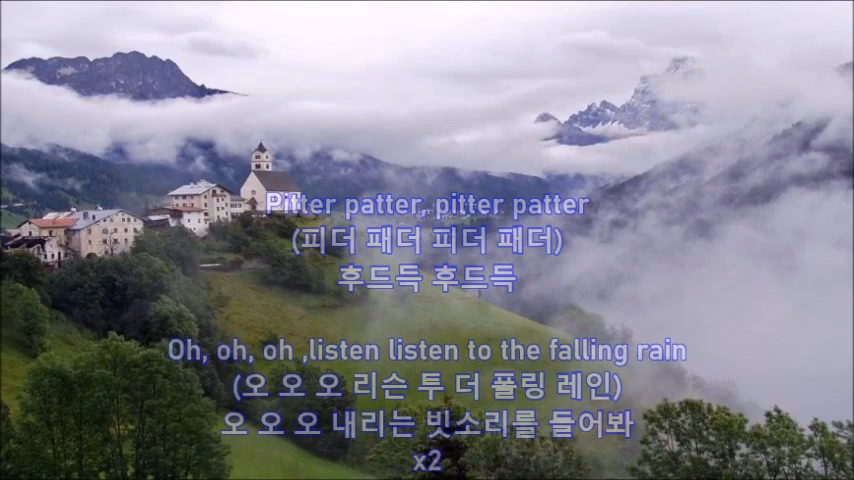 Pitter patter, pitter patter
(피더 패더 피더 패더)
후드득 후드득
Oh, oh, oh ,listen listen to the falling rain
(오 오 오 리슨 투 더 폴링 레인)
오 오 오 내리는 빗소리를 들어봐
x2